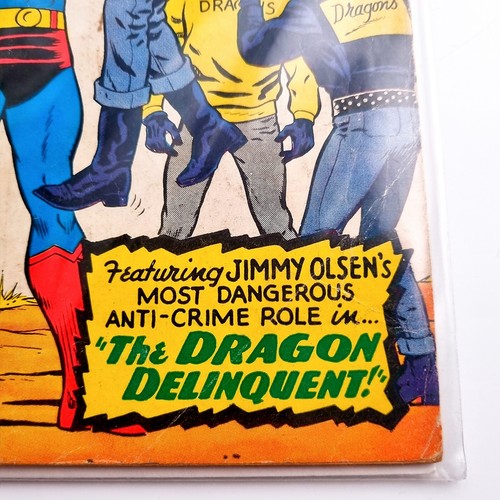 DRAGONS
Dragons
Featuring JIMMY OLSEN'S
MOST DANGEROUS
ANTI-CRIME ROLE in...
"The DRAGON
DELINQUENT!"